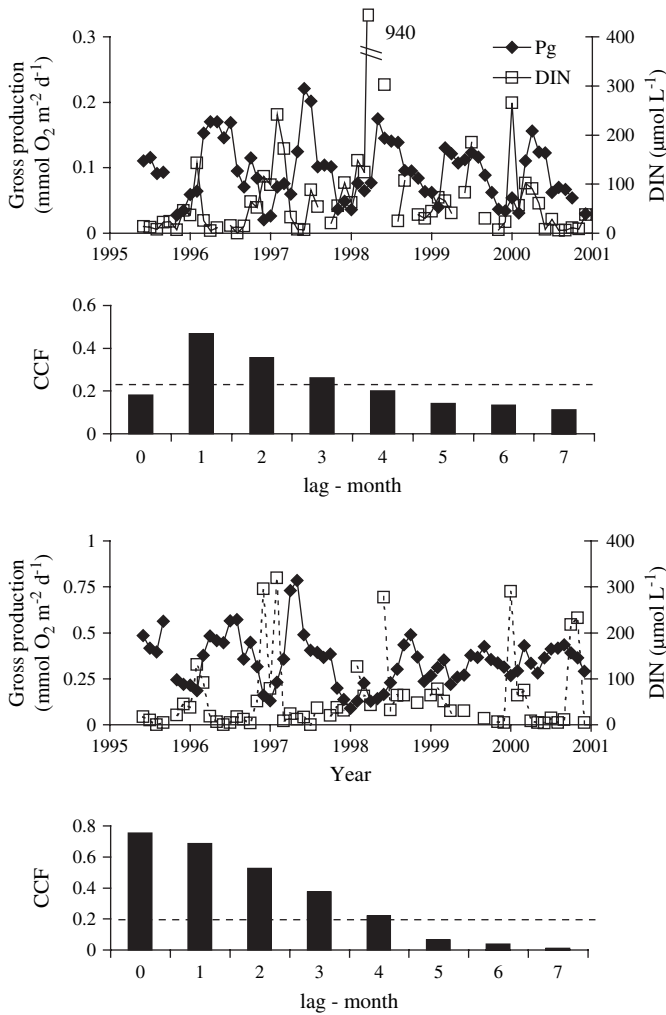 Gross production
(mmol O₂ m⁻² d⁻¹)
0.3
0.2
0.1
0
940
Pg
DIN
400
300
200
100
0
DIN (μmol L⁻¹)
1995 1996 1997 1998 1999 2000 2001
CCF
0.6
0.4
0.2
0
0 1 2 3 4 5 6 7
lag - month
Gross production
(mmol O₂ m⁻² d⁻¹)
1
0.75
0.5
0.25
0
400
300
200
100
0
DIN (μmol L⁻¹)
1995 1996 1997 1998 1999 2000 2001
Year
CCF
0.8
0.6
0.4
0.2
0
0 1 2 3 4 5 6 7
lag - month